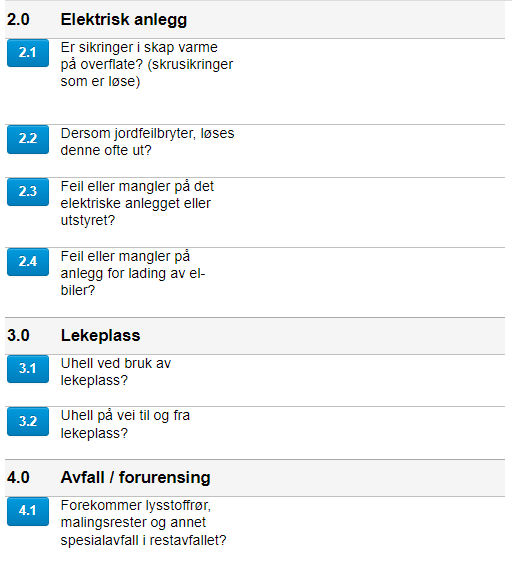 2.0 Elektrisk anlegg
2.1 Er sikringer i skap varme
på overflate? (skrusikringer
som er løse)
2.2 Dersom jordfeilbryter, løses
denne ofte ut?
2.3 Feil eller mangler på det
elektriske anlegget eller
utstyret?
2.4 Feil eller mangler på
anlegg for lading av el-
biler?
3.0 Lekeplass
3.1 Uhell ved bruk av
lekeplass?
3.2 Uhell på vei til og fra
lekeplass?
4.0 Avfall / forurensing
4.1 Forekommer lysstoffrør,
malingsrester og annet
spesialavfall i restavfallet?